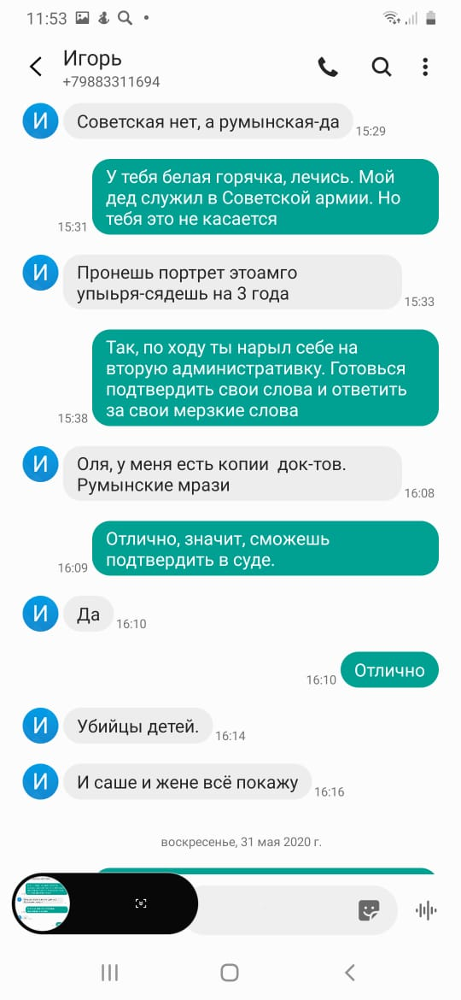 11:53
Игорь
+79883311694
И
Советская нет, а румынская-да
15:29
У тебя белая горячка, лечись. Мой
дед служил в Советской армии. Но
тебя это не касается
15:31
И
Пронешь портрет этоамго
упыьря-сядешь на 3 года
15:33
Так, по ходу ты нарыл себе на
вторую административку. Готовься
подтвердить свои слова и ответить
за свои мерзкие слова
15:38
И
Оля, у меня есть копии док-тов.
Румынские мрази
16:08
Отлично, значит, сможешь
подтвердить в суде.
16:09
И
Да
16:10
Отлично
16:10
И
Убийцы детей.
16:14
И
И саше и жене всё покажу
16:16
воскресенье, 31 мая 2020 г.